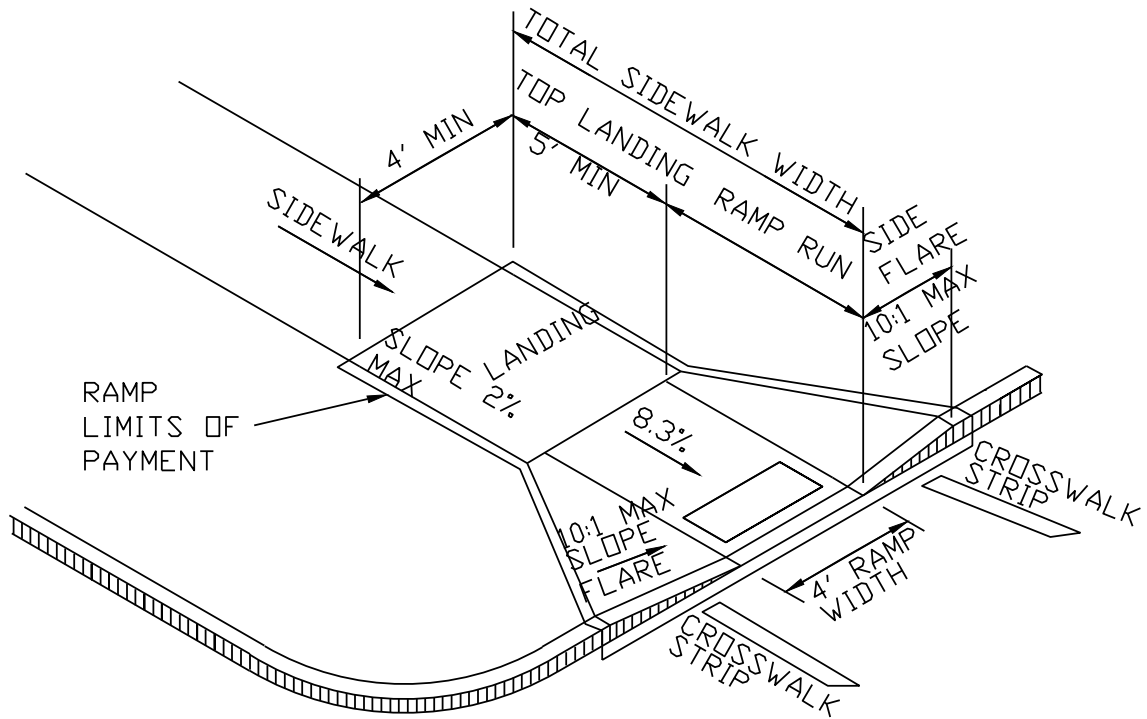 TOTAL SIDEWALK WIDTH
TOP LANDING
5' MIN
RAMP RUN
4' MIN
SIDE
FLARE
10:1 MAX
SLOPE
SIDEWALK
LANDING
SLOPE 2%
MAX
RAMP
LIMITS OF
PAYMENT
8.3%
10:1 MAX
SLOPE
FLARE
CROSSWALK
STRIP
4' RAMP
WIDTH
CROSSWALK
STRIP